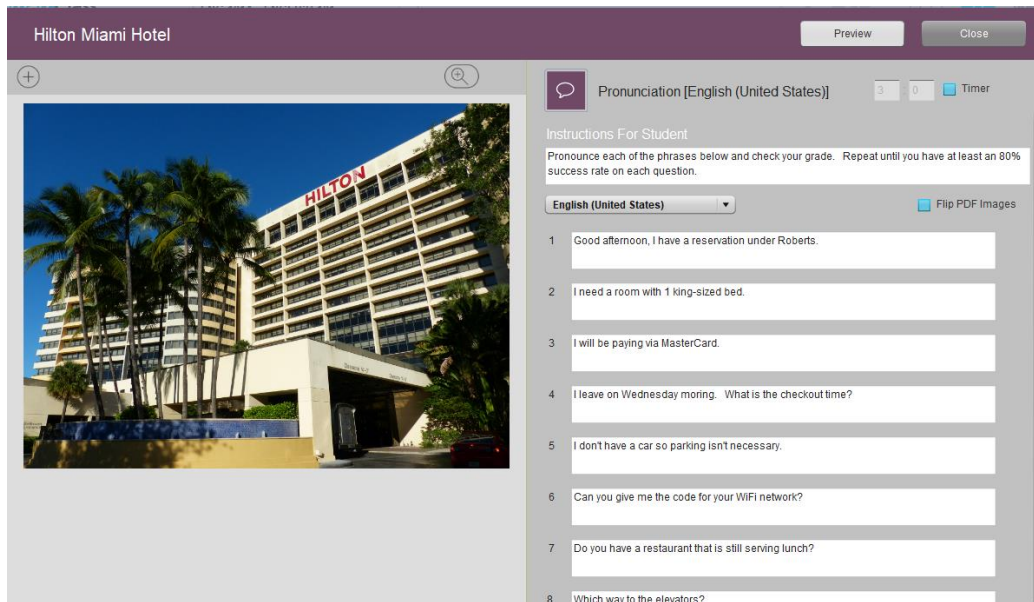 Hilton Miami Hotel
Preview
Close
HILTON
Pronunciation [English (United States)]
3 : 0
Timer
Instructions For Student
Pronounce each of the phrases below and check your grade. Repeat until you have at least an 80%
success rate on each question.
English (United States)
Flip PDF Images
1 Good afternoon, I have a reservation under Roberts.
2 I need a room with 1 king-sized bed.
3 I will be paying via MasterCard.
4 I leave on Wednesday moring. What is the checkout time?
5 I don't have a car so parking isn't necessary.
6 Can you give me the code for your WiFi network?
7 Do you have a restaurant that is still serving lunch?
8 Which way to the elevators?